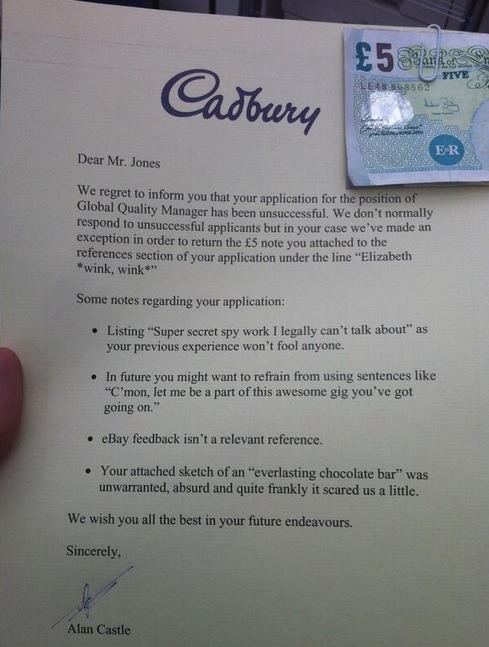 £5 Bank of
FIVE
LE48 808562
E R
Cadbury
Dear Mr. Jones
We regret to inform you that your application for the position of
Global Quality Manager has been unsuccessful. We don't normally
respond to unsuccessful applicants but in your case we've made an
exception in order to return the £5 note you attached to the
references section of your application under the line “Elizabeth
*wink, wink*”
Some notes regarding your application:
• Listing “Super secret spy work I legally can't talk about” as
your previous experience won't fool anyone.
• In future you might want to refrain from using sentences like
“C'mon, let me be a part of this awesome gig you've got
going on.”
• eBay feedback isn't a relevant reference.
• Your attached sketch of an “everlasting chocolate bar” was
unwarranted, absurd and quite frankly it scared us a little.
We wish you all the best in your future endeavours.
Sincerely,
Alan Castle